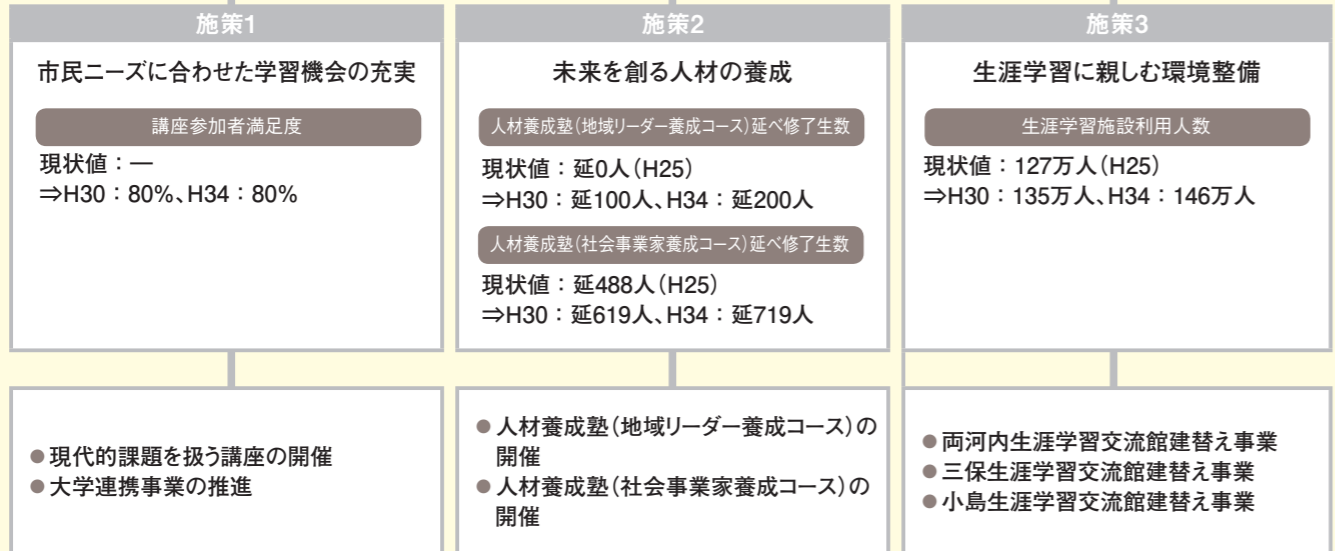 施策1
市民ニーズに合わせた学習機会の充実
講座参加者満足度
現状値：―
⇒H30：80%、H34：80%
●現代的課題を扱う講座の開催
●大学連携事業の推進
施策2
未来を創る人材の養成
人材養成塾（地域リーダー養成コース）延べ修了生数
現状値：延0人（H25）
⇒H30：延100人、H34：延200人
人材養成塾（社会事業家養成コース）延べ修了生数
現状値：延488人（H25）
⇒H30：延619人、H34：延719人
●人材養成塾（地域リーダー養成コース）の
開催
●人材養成塾（社会事業家養成コース）の
開催
施策3
生涯学習に親しむ環境整備
生涯学習施設利用人数
現状値：127万人（H25）
⇒H30：135万人、H34：146万人
●両河内生涯学習交流館建替え事業
●三保生涯学習交流館建替え事業
●小島生涯学習交流館建替え事業